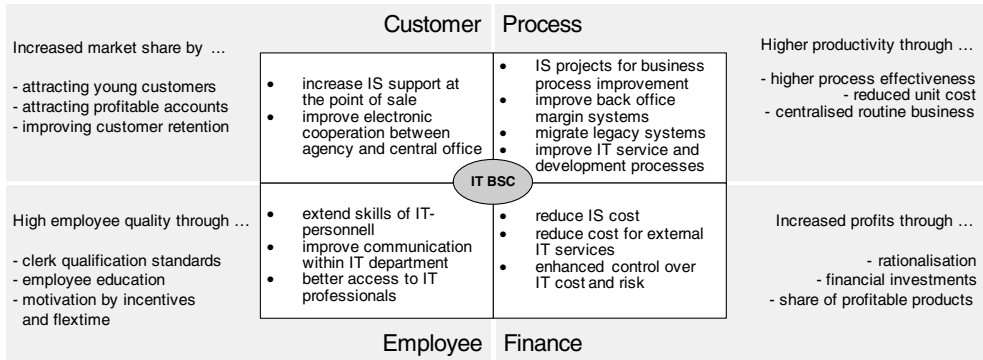 Customer
Increased market share by …
- attracting young customers
- attracting profitable accounts
- improving customer retention
• increase IS support at
the point of sale
• improve electronic
cooperation between
agency and central office
Process
• IS projects for business
process improvement
• improve back office
margin systems
• migrate legacy systems
• improve IT service and
development processes
Higher productivity through …
- higher process effectiveness
- reduced unit cost
- centralised routine business
IT BSC
High employee quality through …
- clerk qualification standards
- employee education
- motivation by incentives
and flextime
• extend skills of IT-
personnell
• improve communication
within IT department
• better access to IT
professionals
Employee
• reduce IS cost
• reduce cost for external
IT services
• enhanced control over
IT cost and risk
Finance
Increased profits through …
- rationalisation
- financial investments
- share of profitable products